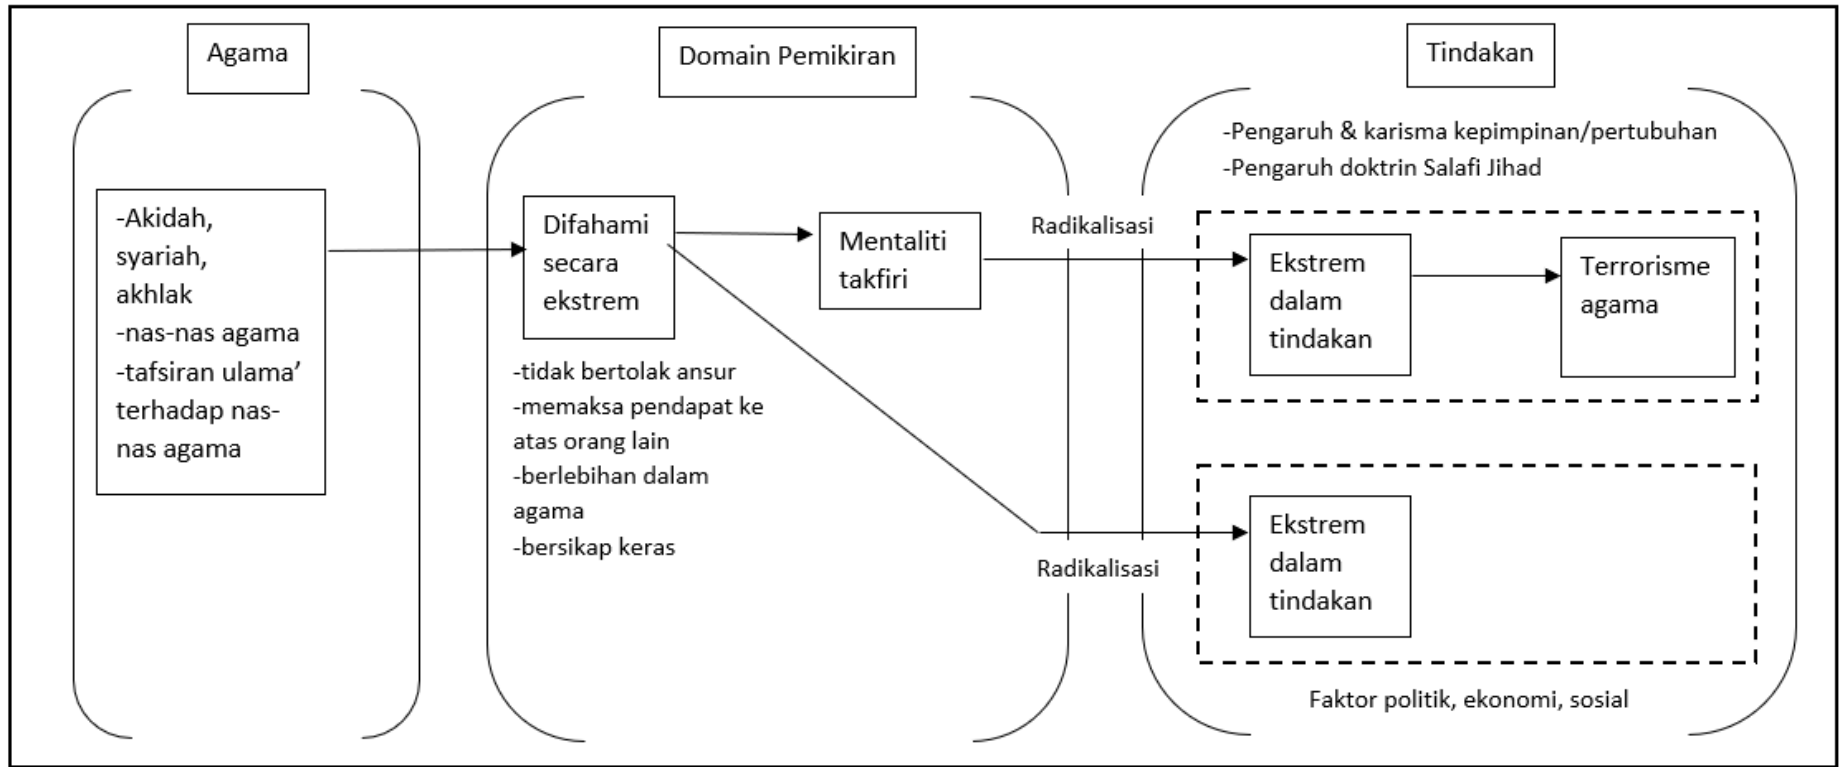 Agama
Domain Pemikiran
Tindakan
-Akidah,
syariah,
akhlak
-nas-nas agama
-tafsiran ulama’
terhadap nas-
nas agama
Difahami
secara
ekstrem
-tidak bertolak ansur
-memaksa pendapat ke
atas orang lain
-berlebihan dalam
agama
-bersikap keras
Mentaliti
takfiri
Radikalisasi
Radikalisasi
-Pengaruh & karisma kepimpinan/pertubuhan
-Pengaruh doktrin Salafi Jihad
Ekstrem
dalam
tindakan
Terrorisme
agama
Ekstrem
dalam
tindakan
Faktor politik, ekonomi, sosial